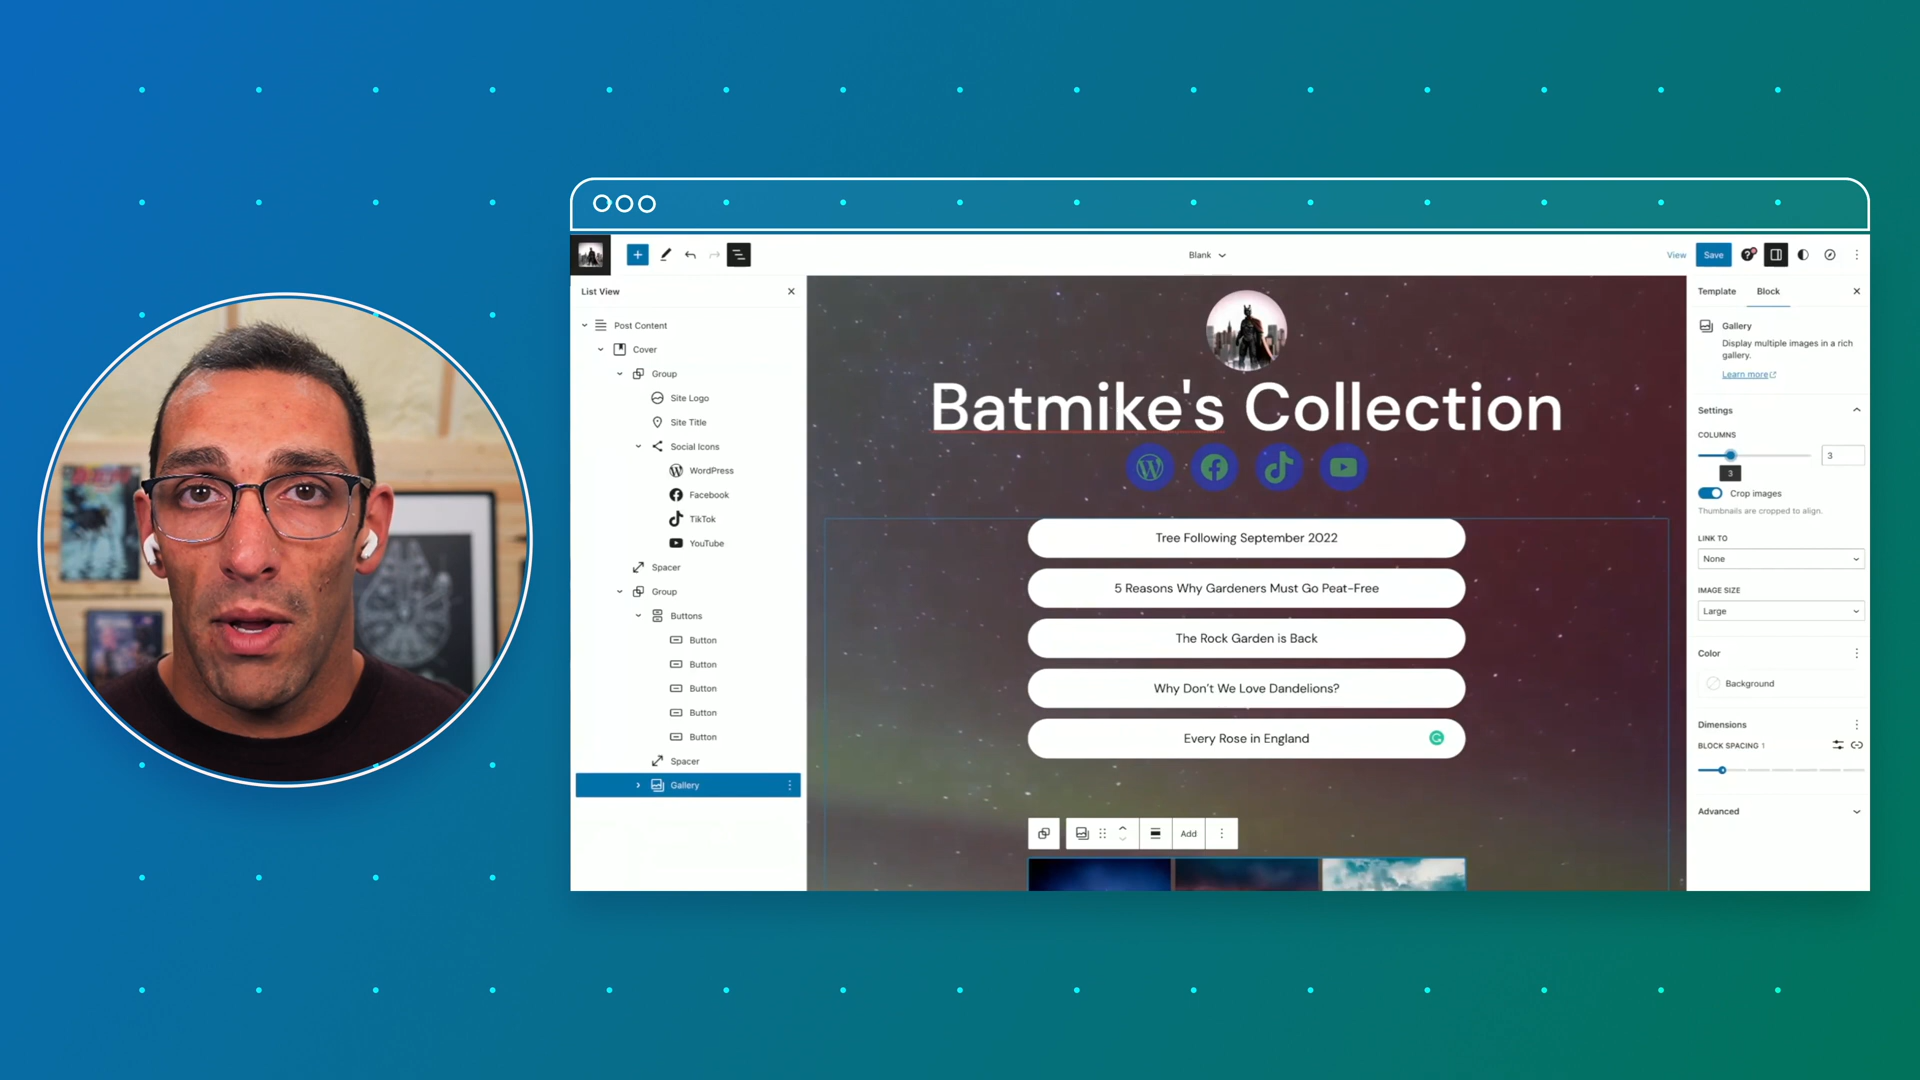 Blank
View
Save
List View
Post Content
Cover
Group
Site Logo
Site Title
Social Icons
WordPress
Facebook
TikTok
YouTube
Spacer
Group
Buttons
Button
Button
Button
Button
Button
Spacer
Gallery
Batmike's Collection
Tree Following September 2022
5 Reasons Why Gardeners Must Go Peat-Free
The Rock Garden is Back
Why Don't We Love Dandelions?
Every Rose in England
Add
Template Block
Gallery
Display multiple images in a rich
gallery.
Learn more
Settings
COLUMNS
3
3
Crop images
Thumbnails are cropped to align.
LINK TO
None
IMAGE SIZE
Large
Color
Background
Dimensions
BLOCK SPACING 1
Advanced